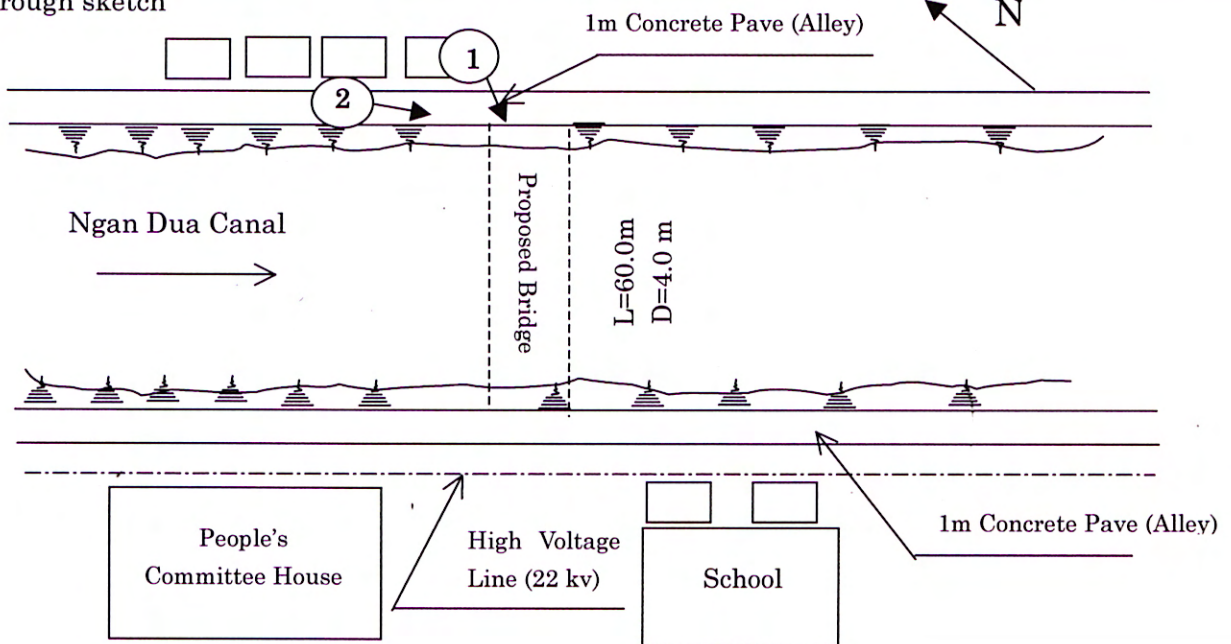 rough sketch
1m Concrete Pave (Alley)
N
1
2
Ngan Dua Canal
Proposed Bridge
L=60.0m
D=4.0 m
1m Concrete Pave (Alley)
People's
Committee House
High Voltage
Line (22 kv)
School